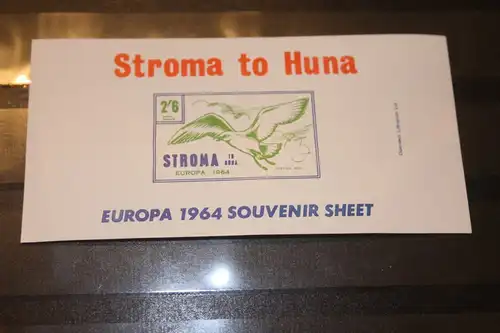 Stroma to Huna
2'6
STROMA TO HUNA
EUROPA 1964
EUROPA 1964 SOUVENIR SHEET